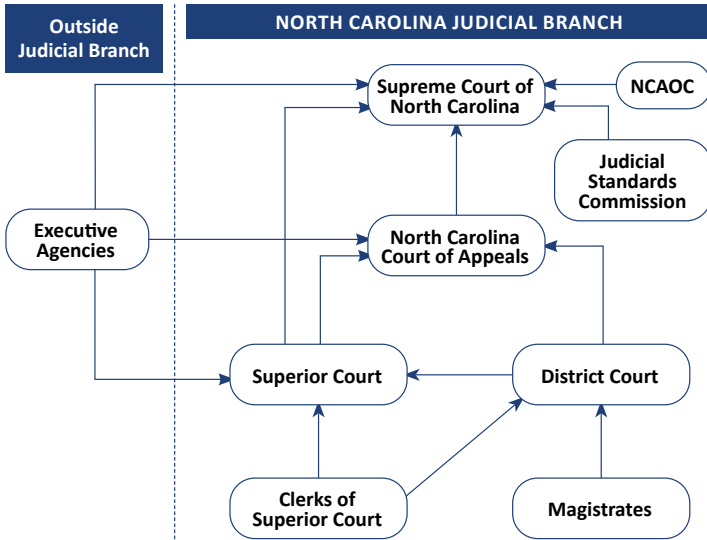 Outside
Judicial Branch
NORTH CAROLINA JUDICIAL BRANCH
Supreme Court of
North Carolina
NCAOC
Judicial
Standards
Commission
Executive
Agencies
North Carolina
Court of Appeals
Superior Court
District Court
Clerks of
Superior Court
Magistrates